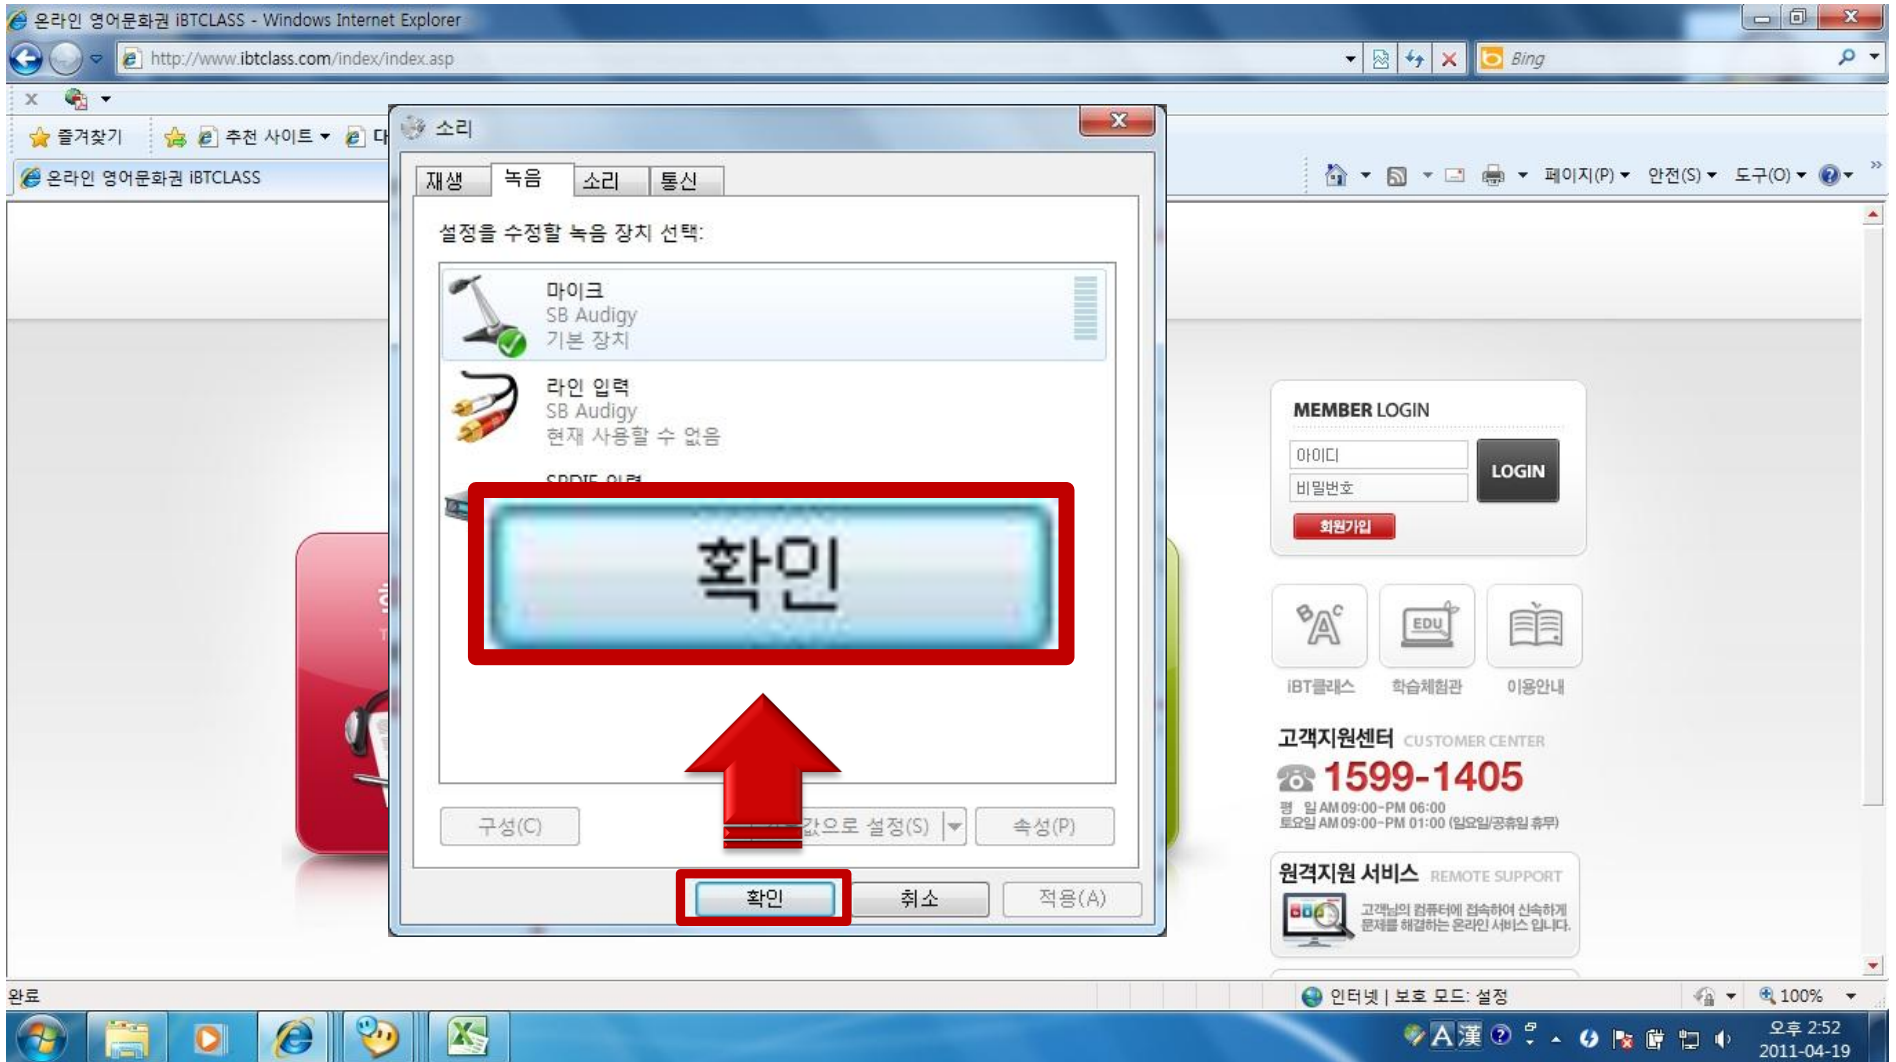 온라인 영어문화권 iBTCLASS - Windows Internet Explorer
http://www.ibtclass.com/index/index.asp
Bing
x
즐겨찾기
추천 사이트
온라인 영어문화권 iBTCLASS
페이지(P)
안전(S)
도구(O)
소리
재생
녹음
소리
통신
설정을 수정할 녹음 장치 선택:
마이크
SB Audigy
기본 장치
라인 입력
SB Audigy
현재 사용할 수 없음
SPDIF 입력
확인
구성(C)
값으로 설정(S)
속성(P)
확인
취소
적용(A)
MEMBER LOGIN
아이디
비밀번호
LOGIN
회원가입
BAC
EDU
iBT클래스
학습체험관
이용안내
고객지원센터 CUSTOMER CENTER
1599-1405
평 일 AM 09:00~PM 06:00
토요일 AM 09:00~PM 01:00 (일요일/공휴일 휴무)
원격지원 서비스 REMOTE SUPPORT
고객님의 컴퓨터에 접속하여 신속하게
문제를 해결하는 온라인 서비스 입니다.
완료
인터넷 | 보호 모드: 설정
100%
A 漢
오후 2:52
2011-04-19